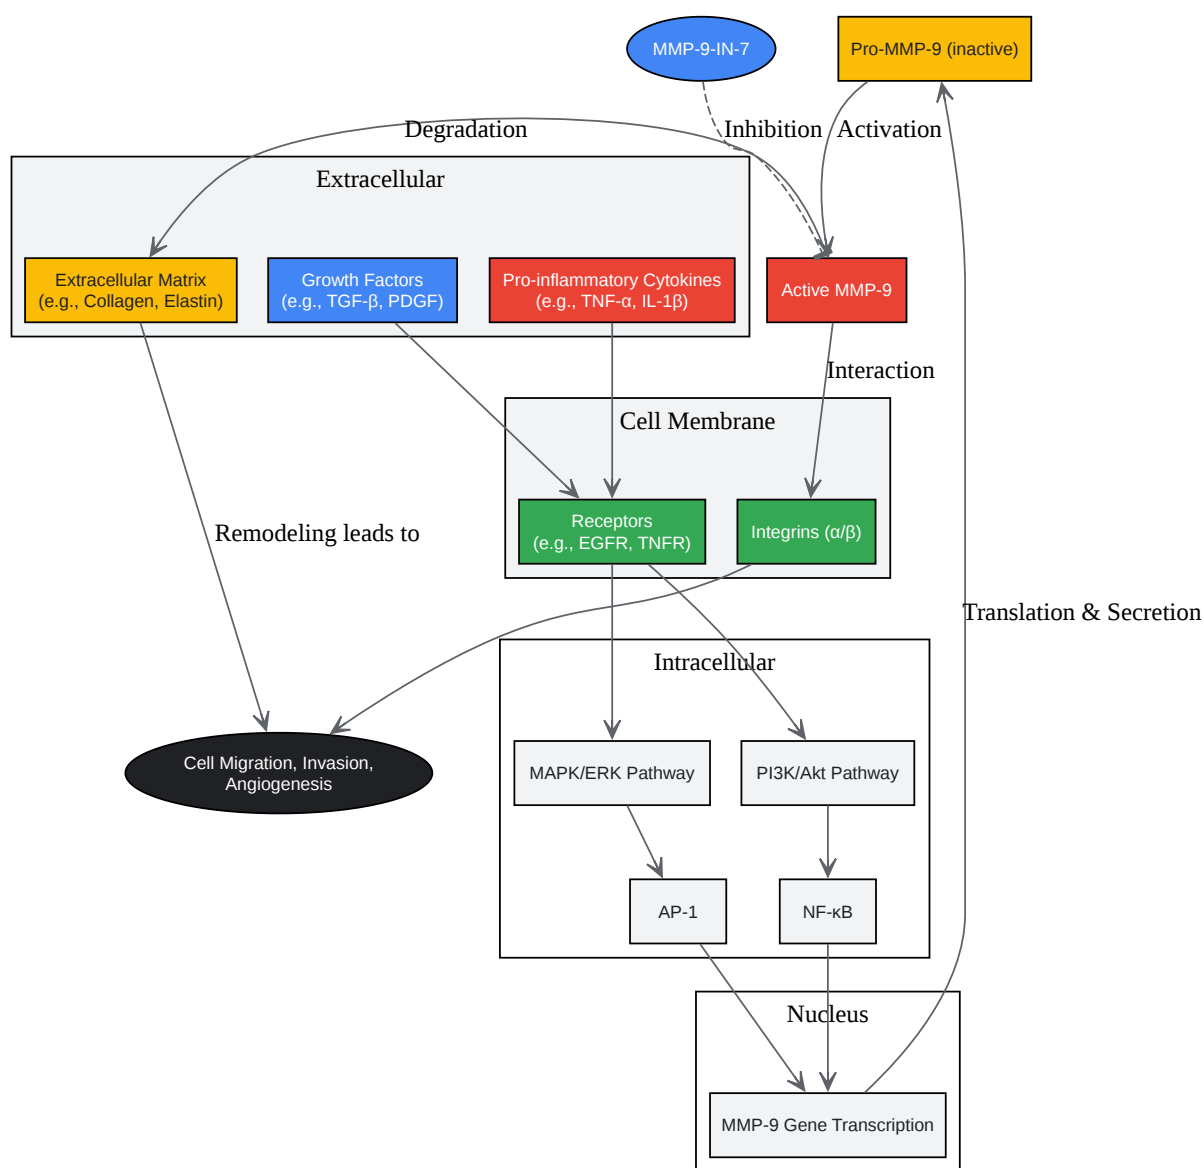 MMP-9-IN-7
Pro-MMP-9 (inactive)
Degradation
Inhibition
Activation
Extracellular
Extracellular Matrix
(e.g., Collagen, Elastin)
Growth Factors
(e.g., TGF-β, PDGF)
Pro-inflammatory Cytokines
(e.g., TNF-α, IL-1β)
Active MMP-9
Interaction
Cell Membrane
Receptors
(e.g., EGFR, TNFR)
Integrins (α/β)
Remodeling leads to
Translation & Secretion
Intracellular
Cell Migration, Invasion,
Angiogenesis
MAPK/ERK Pathway
PI3K/Akt Pathway
AP-1
NF-κB
Nucleus
MMP-9 Gene Transcription